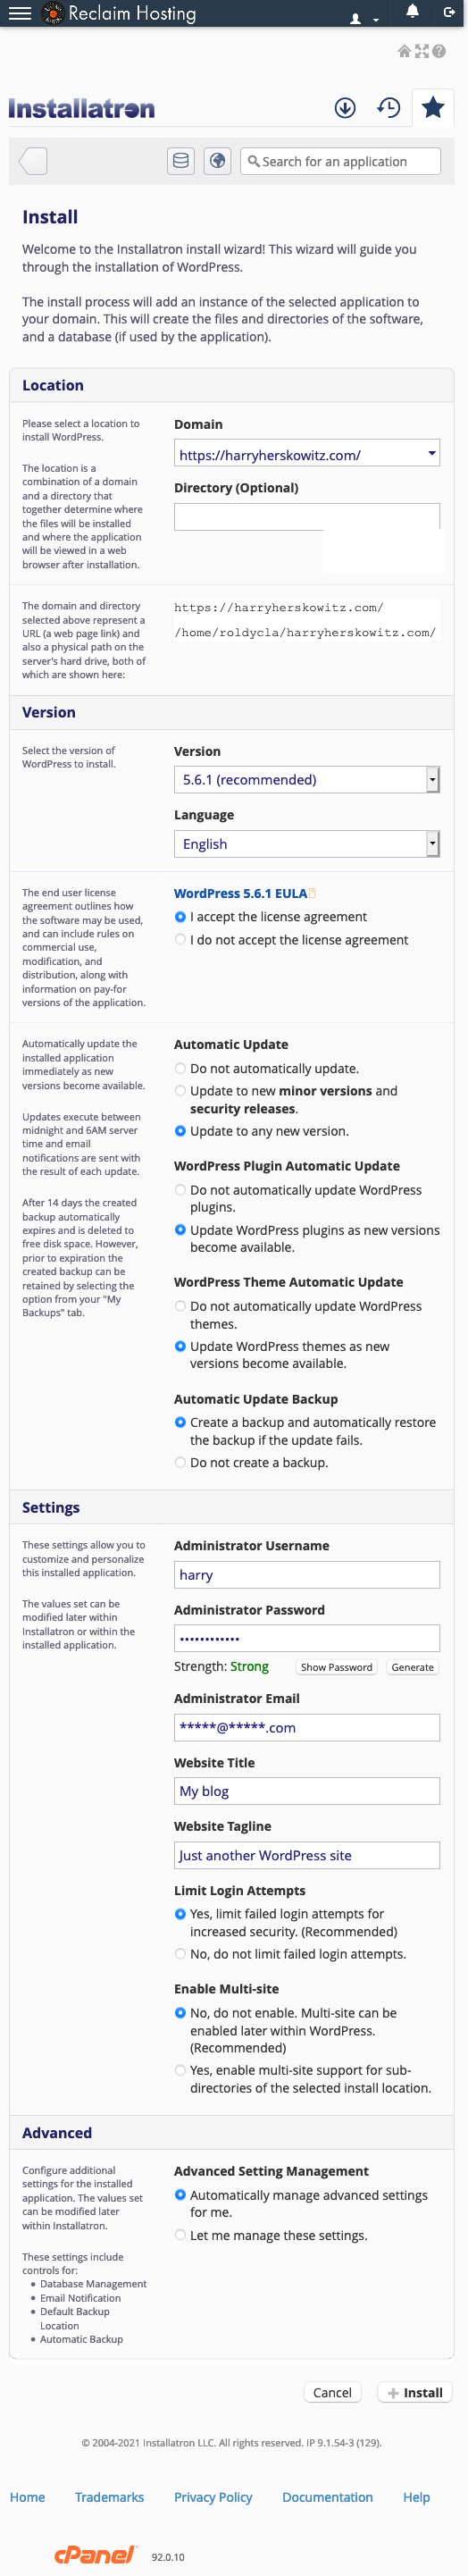 Reclaim Hosting
Installatron
Search for an application
Install
Welcome to the Installatron install wizard! This wizard will guide you
through the installation of WordPress.
The install process will add an instance of the selected application to
your domain. This will create the files and directories of the software,
and a database (if used by the application).
Location
Please select a location to
install WordPress.
The location is a
combination of a domain
and a directory that
together determine where
the files will be installed
and where the application
will be viewed in a web
browser after installation.
Domain
https://harryherskowitz.com/
Directory (Optional)
The domain and directory
selected above represent a
URL (a web page link) and
also a physical path on the
server's hard drive, both of
which are shown here:
https://harryherskowitz.com/
/home/roldycla/harryherskowitz.com/
Version
Select the version of
WordPress to install.
Version
5.6.1 (recommended)
Language
English
The end user license
agreement outlines how
the software may be used,
and can include rules on
commercial use,
modification, and
distribution, along with
information on pay-for
versions of the application.
WordPress 5.6.1 EULA
I accept the license agreement
I do not accept the license agreement
Automatically update the
installed application
immediately as new
versions become available.
Updates execute between
midnight and 6AM server
time and email
notifications are sent with
the result of each update.
After 14 days the created
backup automatically
expires and is deleted to
free disk space. However,
prior to expiration the
created backup can be
retained by selecting the
option from your "My
Backups" tab.
Automatic Update
Do not automatically update.
Update to new minor versions and
security releases.
Update to any new version.
WordPress Plugin Automatic Update
Do not automatically update WordPress
plugins.
Update WordPress plugins as new versions
become available.
WordPress Theme Automatic Update
Do not automatically update WordPress
themes.
Update WordPress themes as new
versions become available.
Automatic Update Backup
Create a backup and automatically restore
the backup if the update fails.
Do not create a backup.
Settings
These settings allow you to
customize and personalize
this installed application.
The values set can be
modified later within
Installatron or within the
installed application.
Administrator Username
harry
Administrator Password
••••••••••••
Strength: Strong
Show Password
Generate
Administrator Email
*****@*****.com
Website Title
My blog
Website Tagline
Just another WordPress site
Limit Login Attempts
Yes, limit failed login attempts for
increased security. (Recommended)
No, do not limit failed login attempts.
Enable Multi-site
No, do not enable. Multi-site can be
enabled later within WordPress.
(Recommended)
Yes, enable multi-site support for sub-
directories of the selected install location.
Advanced
Configure additional
settings for the installed
application. The values set
can be modified later
within Installatron.
These settings include
controls for:
• Database Management
• Email Notification
• Default Backup
Location
• Automatic Backup
Advanced Setting Management
Automatically manage advanced settings
for me.
Let me manage these settings.
Cancel
Install
© 2004-2021 Installatron LLC. All rights reserved. IP 9.1.54-3 (129).
Home Trademarks Privacy Policy Documentation Help
cPanel 92.0.10